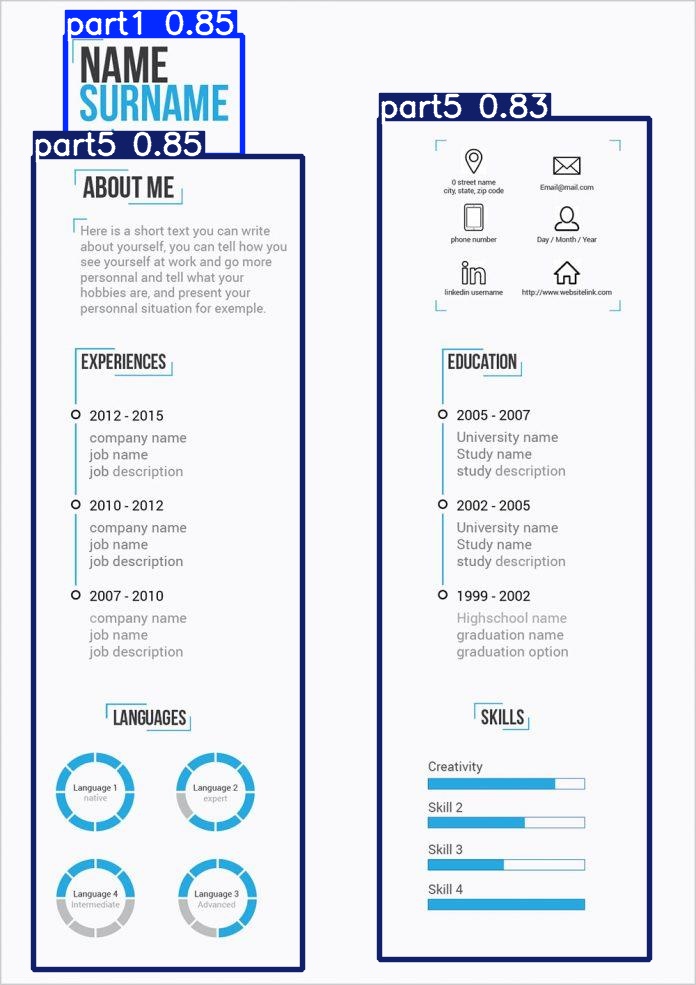 part1 0.85
NAME
SURNAME
part5 0.85
ABOUT ME
Here is a short text you can write
about yourself, you can tell how you
see yourself at work and go more
personnal and tell what your
hobbies are, and present your
personnal situation for exemple.
EXPERIENCES
2012 - 2015
company name
job name
job description
2010 - 2012
company name
job name
job description
2007 - 2010
company name
job name
job description
LANGUAGES
Language 1
native
Language 2
expert
Language 4
Intermediate
Language 3
Advanced
part5 0.83
0 street name
city, state, zip code
Email@mail.com
phone number
Day / Month / Year
in
linkedin username
http://www.websitelink.com
EDUCATION
2005 - 2007
University name
Study name
study description
2002 - 2005
University name
Study name
study description
1999 - 2002
Highschool name
graduation name
graduation option
SKILLS
Creativity
Skill 2
Skill 3
Skill 4